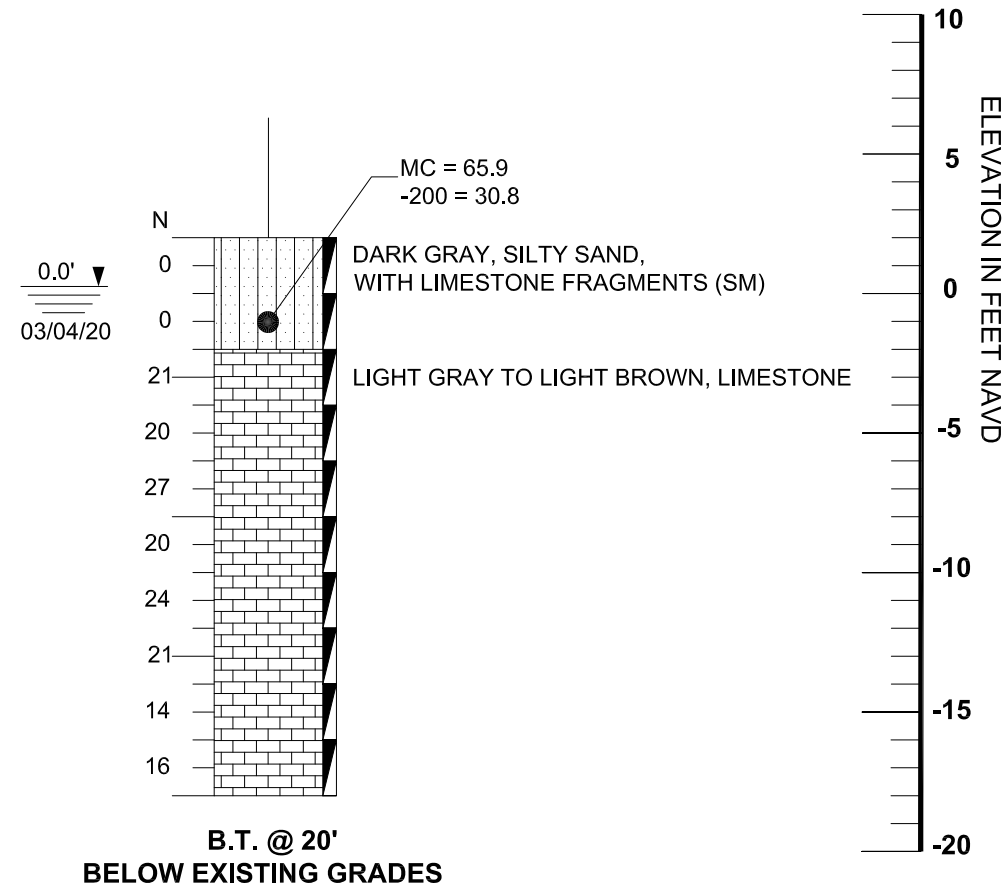 10
5
0
-5
-10
-15
-20
ELEVATION IN FEET NAVD
MC = 65.9
-200 = 30.8
N
0
0
21
20
27
20
24
21
14
16
0.0'
03/04/20
DARK GRAY, SILTY SAND,
WITH LIMESTONE FRAGMENTS (SM)
LIGHT GRAY TO LIGHT BROWN, LIMESTONE
B.T. @ 20'
BELOW EXISTING GRADES